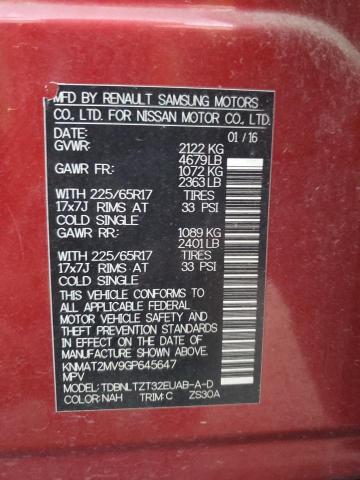 MFD BY RENAULT SAMSUNG MOTORS
CO., LTD. FOR NISSAN MOTOR CO., LTD.
DATE: 01/16
GVWR: 2122 KG
4679LB
GAWR FR: 1072 KG
2363LB
WITH 225/65R17 TIRES
17x7J RIMS AT 33 PSI
COLD SINGLE
GAWR RR: 1089 KG
2401LB
WITH 225/65R17 TIRES
17x7J RIMS AT 33 PSI
COLD SINGLE
THIS VEHICLE CONFORMS TO
ALL APPLICABLE FEDERAL
MOTOR VEHICLE SAFETY
AND THEFT PREVENTION
STANDARDS IN EFFECT
ON THE DATE OF
MANUFACTURE SHOWN ABOVE
KNMAT2MV9GP645647
MPV
MODEL: TDBNLTZT32EUAB-A-D
COLOR:NAH TRIM:C ZS30A